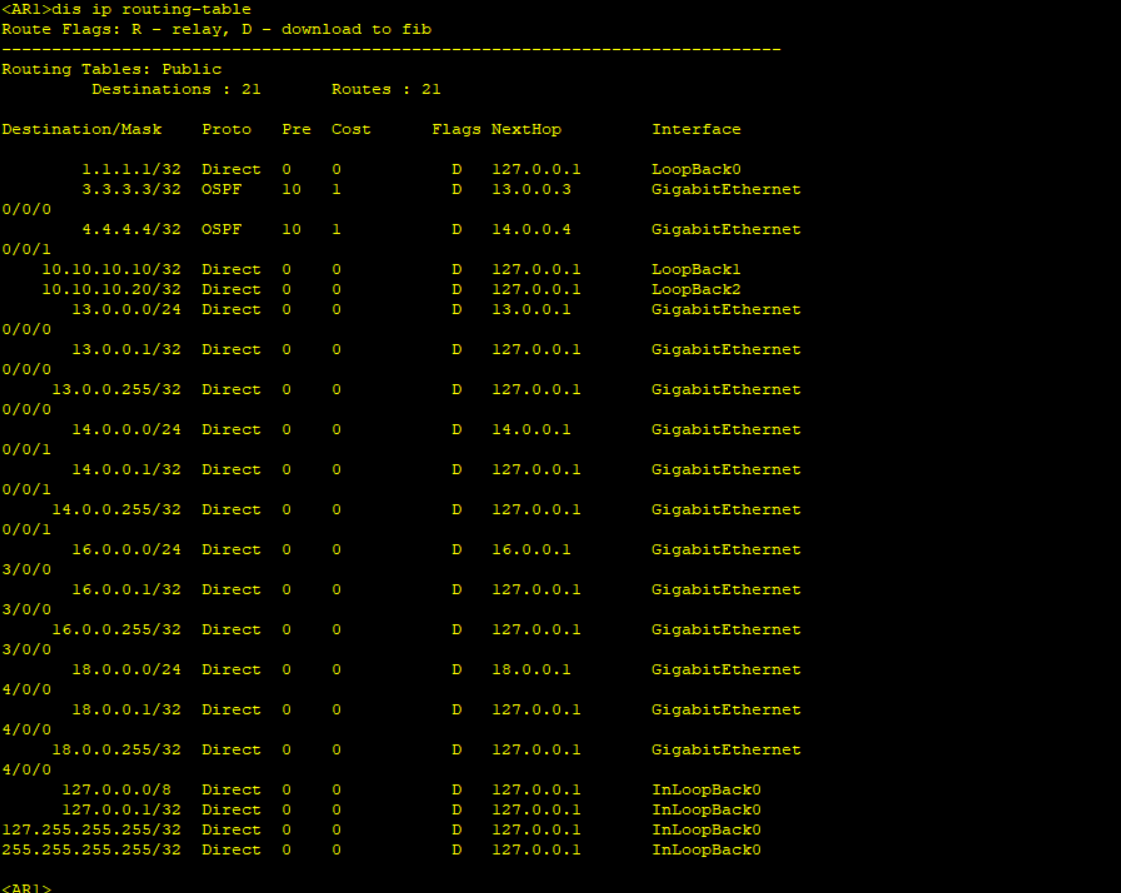 <AR1>dis ip routing-table
Route Flags: R - relay, D - download to fib
------------------------------------------------------------------------------
Routing Tables: Public
         Destinations : 21       Routes : 21

Destination/Mask    Proto   Pre  Cost      Flags NextHop         Interface

        1.1.1.1/32  Direct  0    0           D   127.0.0.1       LoopBack0
        3.3.3.3/32  OSPF    10   1           D   13.0.0.3        GigabitEthernet
0/0/0
        4.4.4.4/32  OSPF    10   1           D   14.0.0.4        GigabitEthernet
0/0/1
    10.10.10.10/32  Direct  0    0           D   127.0.0.1       LoopBack1
    10.10.10.20/32  Direct  0    0           D   127.0.0.1       LoopBack2
       13.0.0.0/24  Direct  0    0           D   13.0.0.1        GigabitEthernet
0/0/0
       13.0.0.1/32  Direct  0    0           D   127.0.0.1       GigabitEthernet
0/0/0
     13.0.0.255/32  Direct  0    0           D   127.0.0.1       GigabitEthernet
0/0/0
       14.0.0.0/24  Direct  0    0           D   14.0.0.1        GigabitEthernet
0/0/1
       14.0.0.1/32  Direct  0    0           D   127.0.0.1       GigabitEthernet
0/0/1
     14.0.0.255/32  Direct  0    0           D   127.0.0.1       GigabitEthernet
0/0/1
       16.0.0.0/24  Direct  0    0           D   16.0.0.1        GigabitEthernet
3/0/0
       16.0.0.1/32  Direct  0    0           D   127.0.0.1       GigabitEthernet
3/0/0
     16.0.0.255/32  Direct  0    0           D   127.0.0.1       GigabitEthernet
3/0/0
       18.0.0.0/24  Direct  0    0           D   18.0.0.1        GigabitEthernet
4/0/0
       18.0.0.1/32  Direct  0    0           D   127.0.0.1       GigabitEthernet
4/0/0
     18.0.0.255/32  Direct  0    0           D   127.0.0.1       GigabitEthernet
4/0/0
      127.0.0.0/8   Direct  0    0           D   127.0.0.1       InLoopBack0
      127.0.0.1/32  Direct  0    0           D   127.0.0.1       InLoopBack0
127.255.255.255/32  Direct  0    0           D   127.0.0.1       InLoopBack0
255.255.255.255/32  Direct  0    0           D   127.0.0.1       InLoopBack0

<AR1>